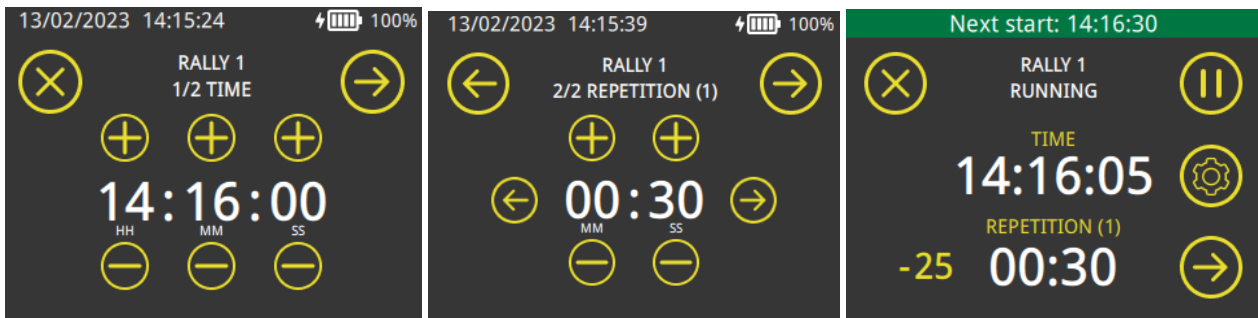 13/02/2023 14:15:24 100%
RALLY 1
1/2 TIME
14:16:00
HH MM SS
13/02/2023 14:15:39 100%
RALLY 1
2/2 REPETITION (1)
00:30
MM SS
Next start: 14:16:30
RALLY 1
RUNNING
TIME
14:16:05
REPETITION (1)
-25 00:30